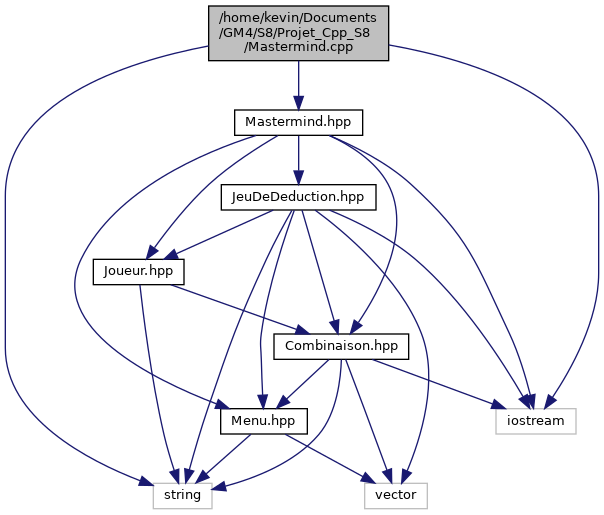 /home/kevin/Documents
/GM4/S8/Projet_Cpp_S8
/Mastermind.cpp
Mastermind.hpp
JeuDeDeduction.hpp
Joueur.hpp
Combinaison.hpp
Menu.hpp
iostream
string
vector